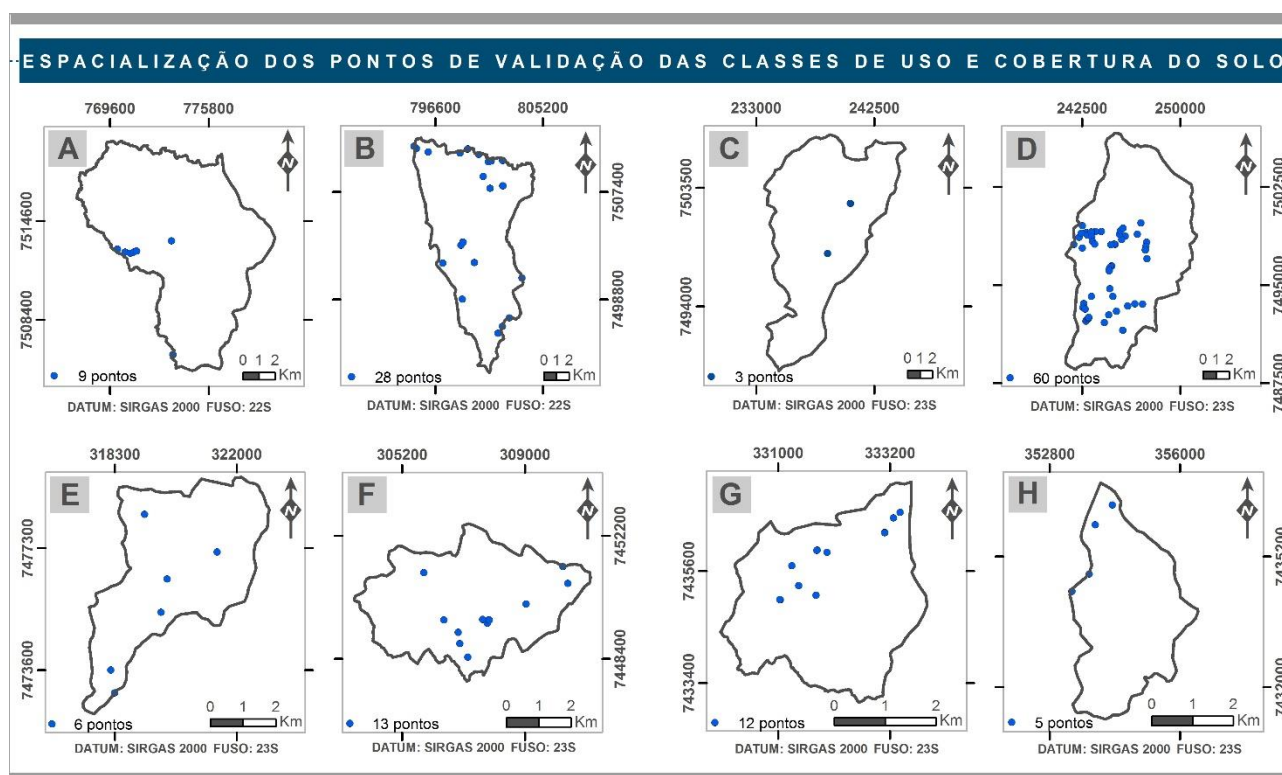 ESPACIALIZAÇÃO DOS PONTOS DE VALIDAÇÃO DAS CLASSES DE USO E COBERTURA DO SOLO
769600 775800
A
N
7514600
7508400
0 1 2
Km
9 pontos
DATUM: SIRGAS 2000 FUSO: 22S
796600 805200
B
N
7507400
7498800
0 1 2
Km
28 pontos
DATUM: SIRGAS 2000 FUSO: 22S
233000 242500
C
N
7503500
7494000
0 1 2
Km
3 pontos
DATUM: SIRGAS 2000 FUSO: 23S
242500 250000
D
N
7502500
7495000
7487500
0 1 2
Km
60 pontos
DATUM: SIRGAS 2000 FUSO: 23S
318300 322000
E
N
7477300
7473600
0 1 2
Km
6 pontos
DATUM: SIRGAS 2000 FUSO: 23S
305200 309000
F
N
7452200
7448400
0 1 2
Km
13 pontos
DATUM: SIRGAS 2000 FUSO: 23S
331000 333200
G
N
7435600
7433400
0 1 2
Km
12 pontos
DATUM: SIRGAS 2000 FUSO: 23S
352800 356000
H
N
0 1 2
Km
5 pontos
DATUM: SIRGAS 2000 FUSO: 23S